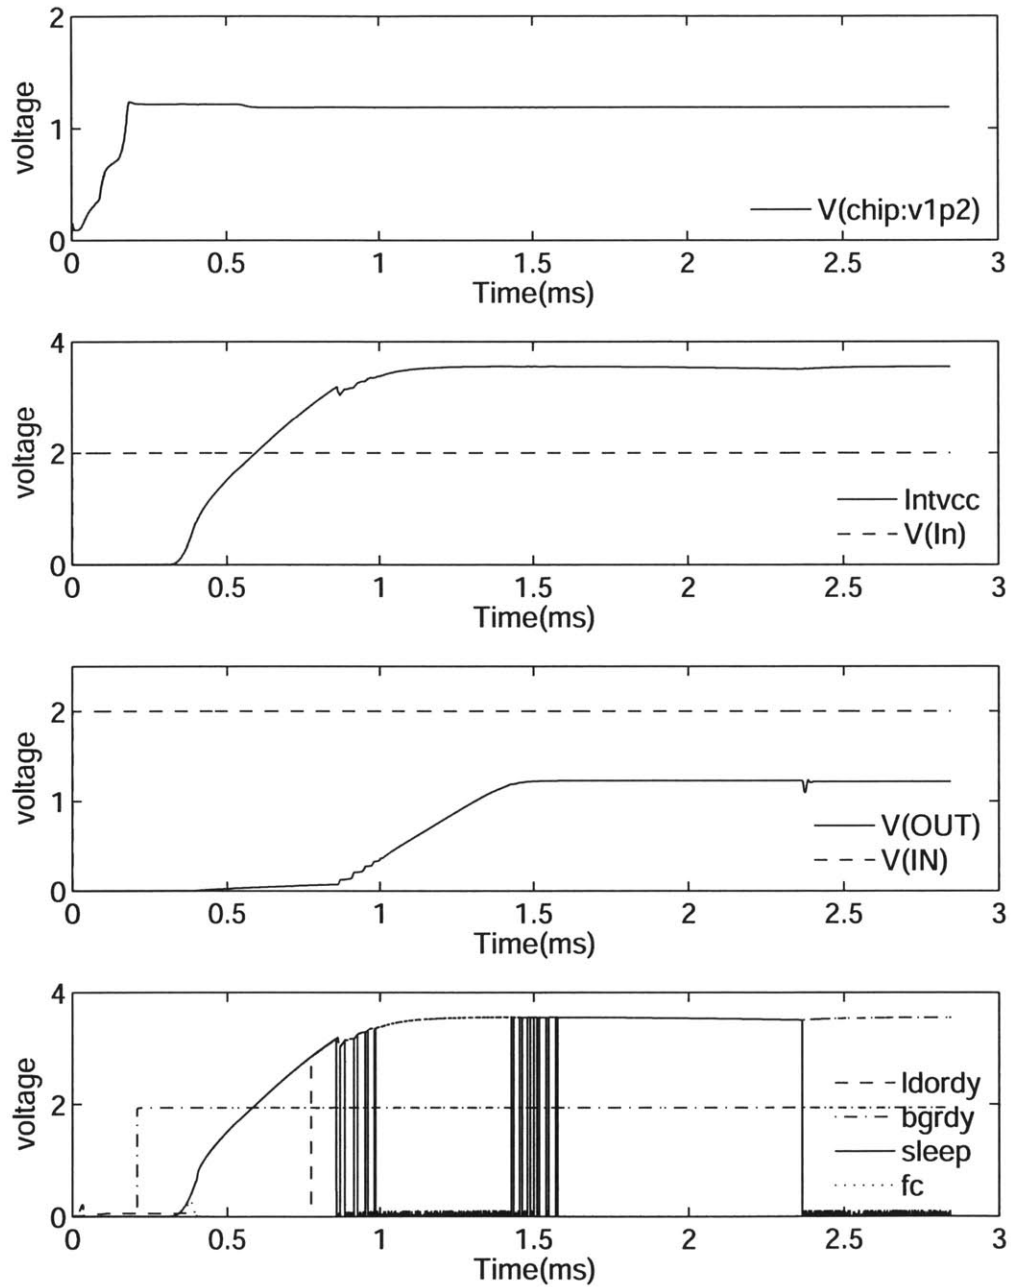 2
1
0
voltage
V(chip:v1p2)
0 0.5 1 1.5 2 2.5 3
Time(ms)
4
2
0
voltage
Intvcc
V(In)
0 0.5 1 1.5 2 2.5 3
Time(ms)
2
1
0
voltage
V(OUT)
V(IN)
0 0.5 1 1.5 2 2.5 3
Time(ms)
4
2
0
voltage
ldordy
bgrdy
sleep
fc
0 0.5 1 1.5 2 2.5 3
Time(ms)